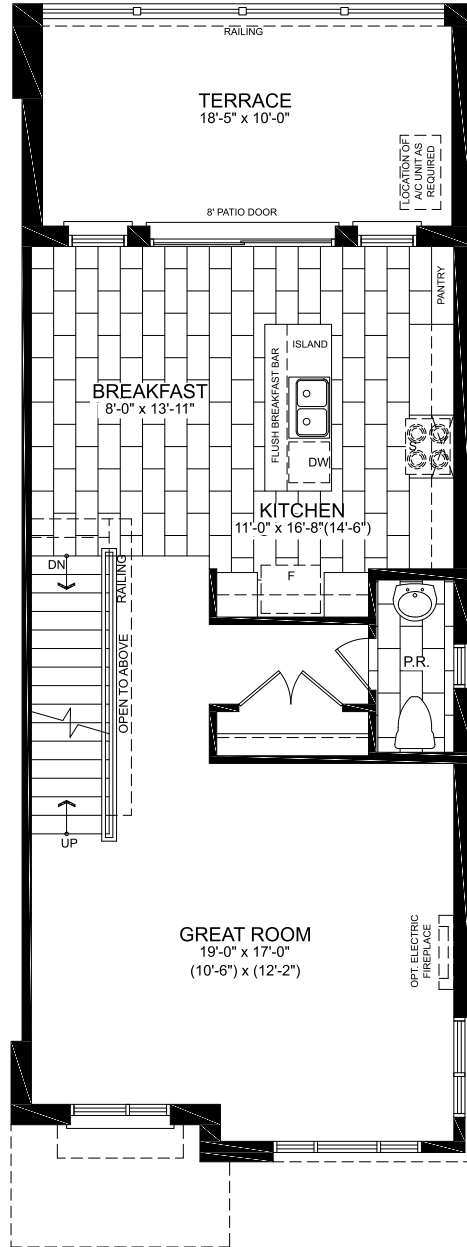 RAILING
TERRACE
18'-5" x 10'-0"
LOCATION OF
A/C UNIT AS
REQUIRED
8' PATIO DOOR
PANTRY
ISLAND
FLUSH BREAKFAST BAR
BREAKFAST
8'-0" x 13'-11"
DW
S
KITCHEN
11'-0" x 16'-8"(14'-6")
DN
RAILING
F
OPEN TO ABOVE
P.R.
UP
GREAT ROOM
19'-0" x 17'-0"
(10'-6") x (12'-2")
OPT. ELECTRIC
FIREPLACE